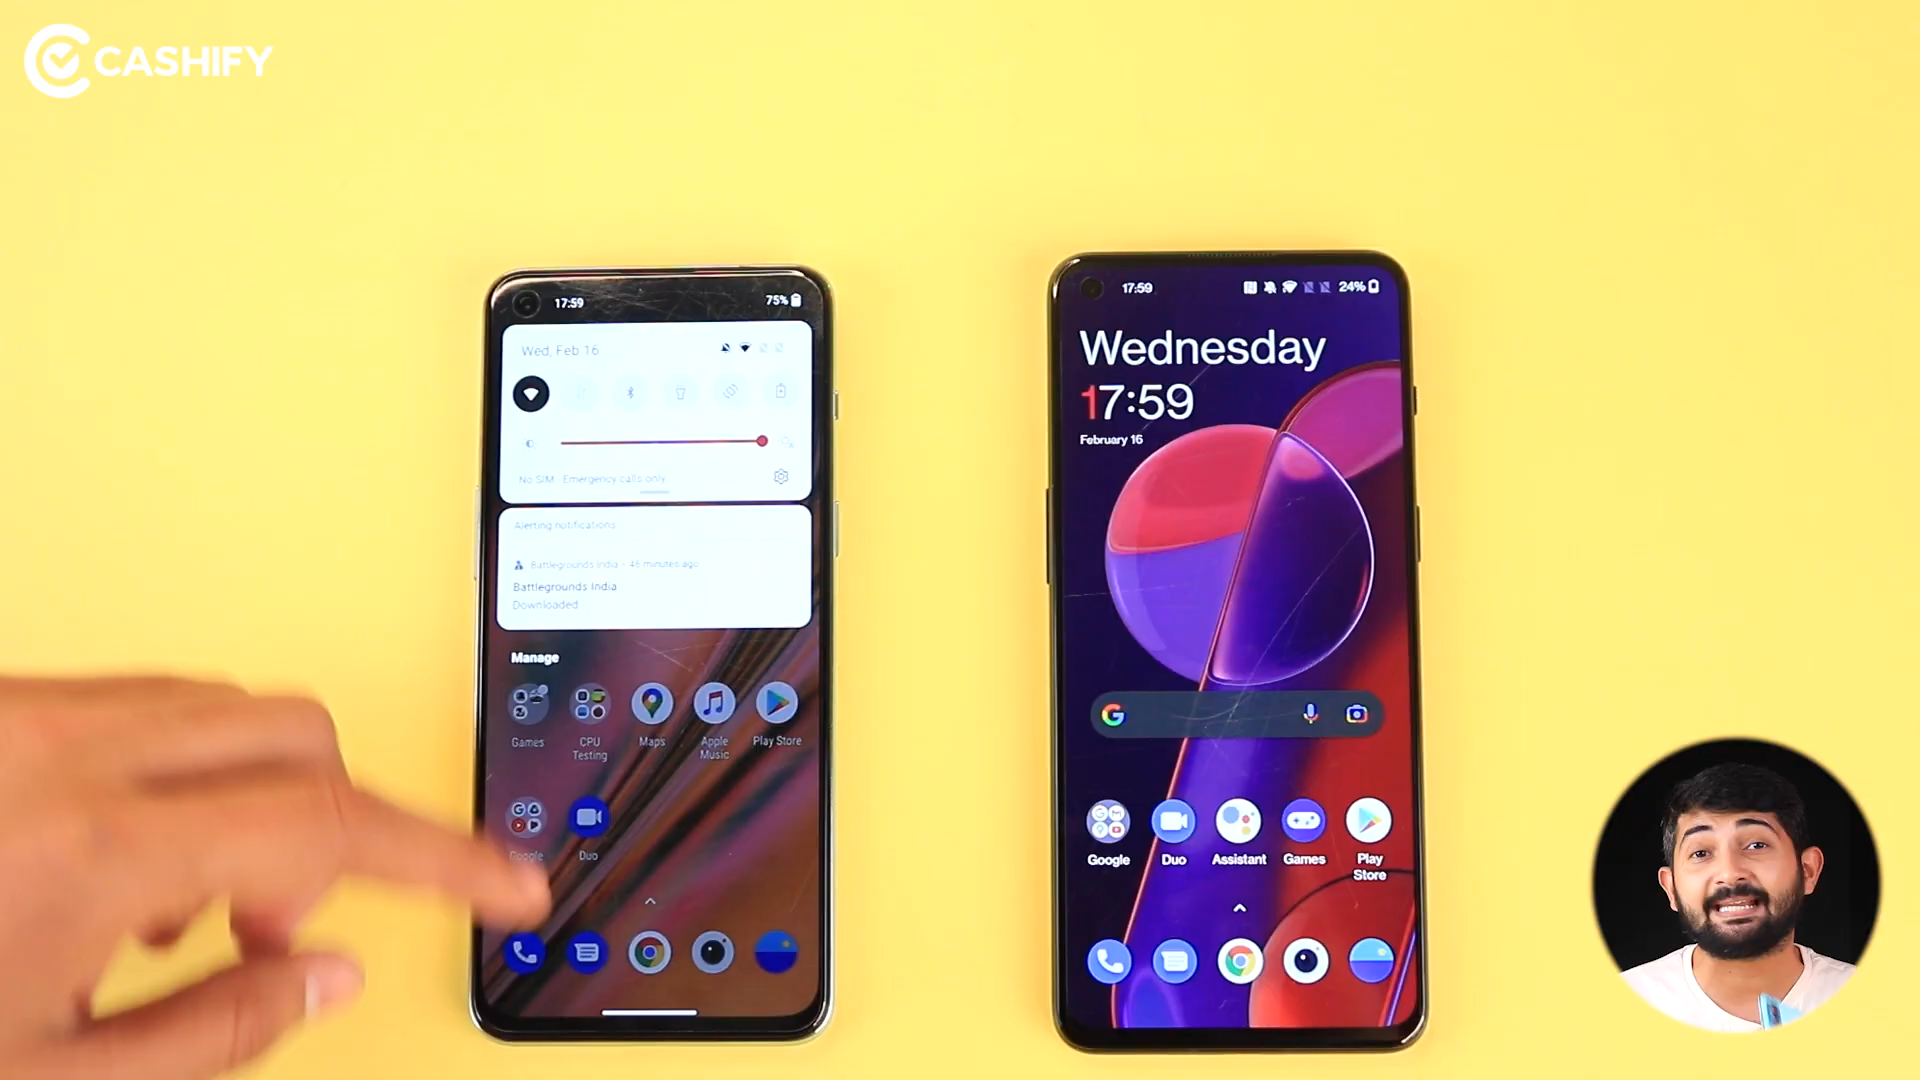 CASHIFY
17:59
75%
Wed, Feb 16
No SIM Emergency calls only
Alerting notifications
Battlegrounds India • 46 minutes ago
Battlegrounds India
Downloaded
Manage
Games
CPU
Testing
Maps
Apple
Music
Play Store
Google
Duo
17:59
24%
Wednesday
17:59
February 16
Google
Duo
Assistant
Games
Play
Store